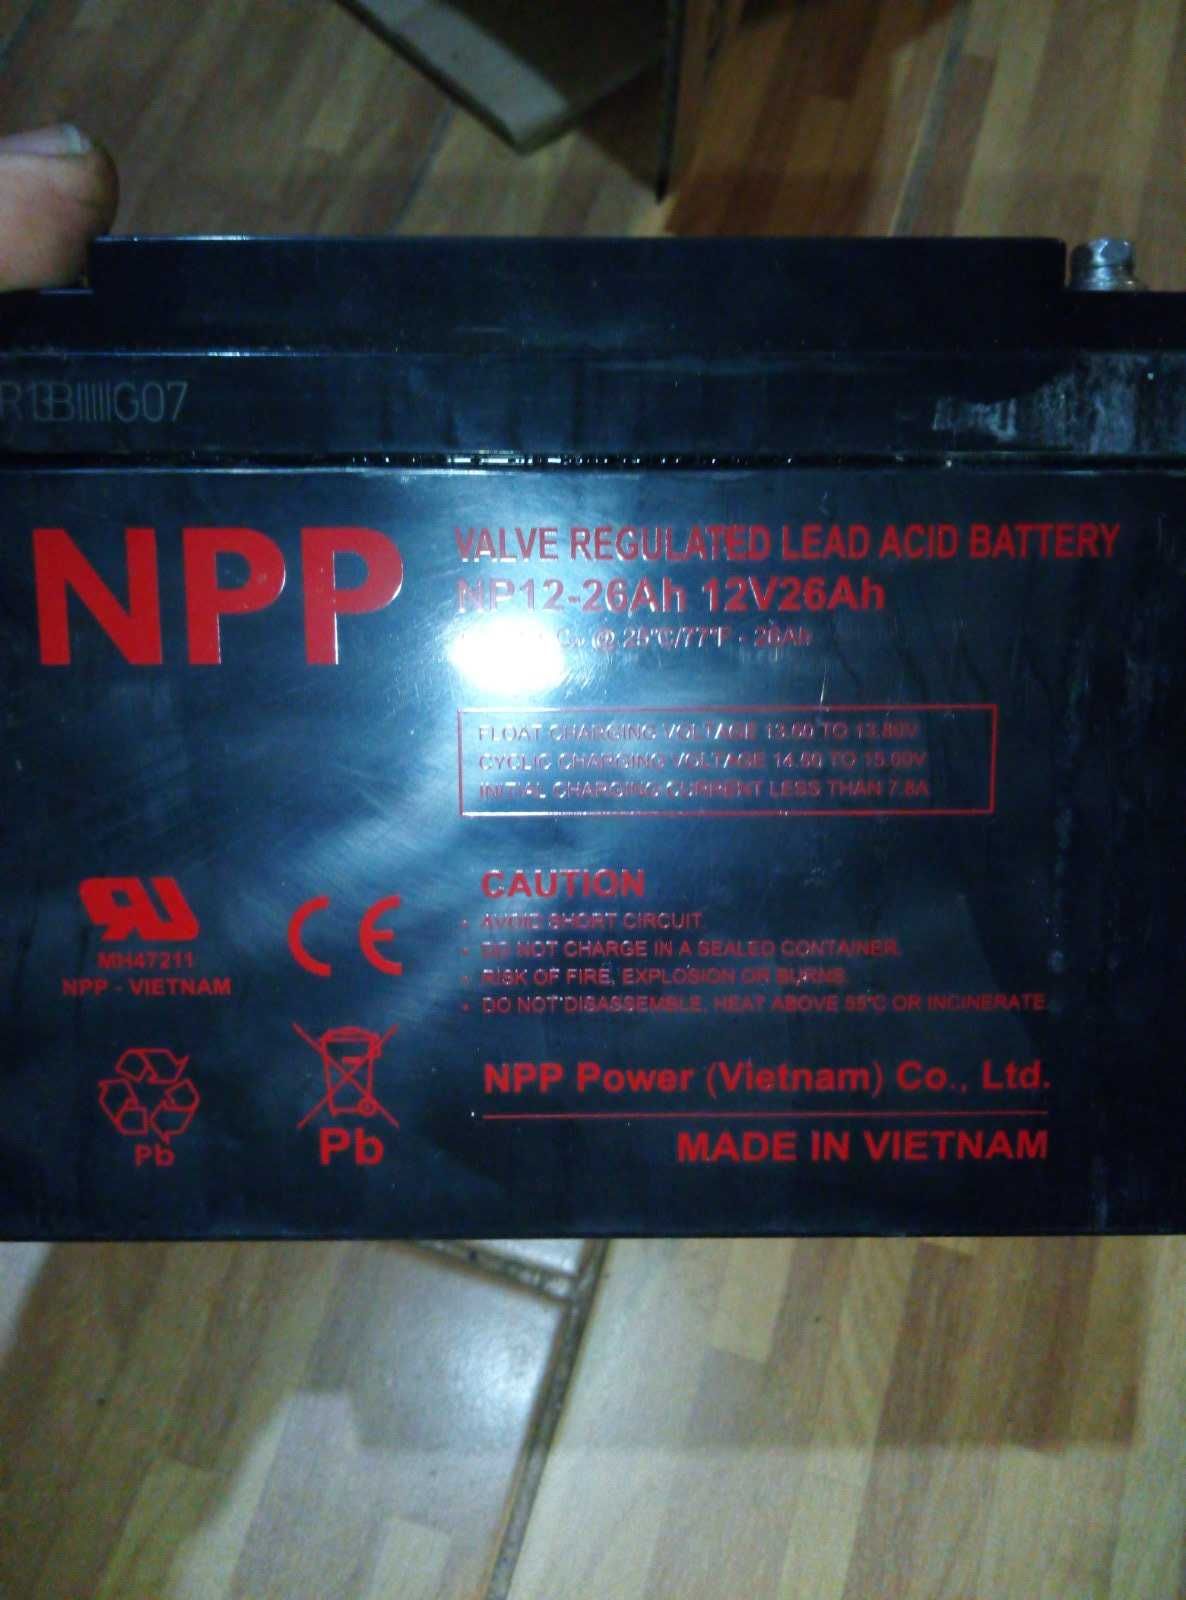 G07
NPP
VALVE REGULATED LEAD ACID BATTERY
NP12-26Ah 12V26Ah
@ 25°C/77°F - 26Ah
FLOAT CHARGING VOLTAGE 13.60 TO 13.80V
CYCLIC CHARGING VOLTAGE 14.60 TO 15.00V
INITIAL CHARGING CURRENT LESS THAN 7.8A
CAUTION
• AVOID SHORT CIRCUIT.
• DO NOT CHARGE IN A SEALED CONTAINER.
• RISK OF FIRE, EXPLOSION OR BURNS.
• DO NOT DISASSEMBLE, HEAT ABOVE 55°C OR INCINERATE.
MH47211
NPP - VIETNAM
CE
Pb
Pb
NPP Power (Vietnam) Co., Ltd.
MADE IN VIETNAM